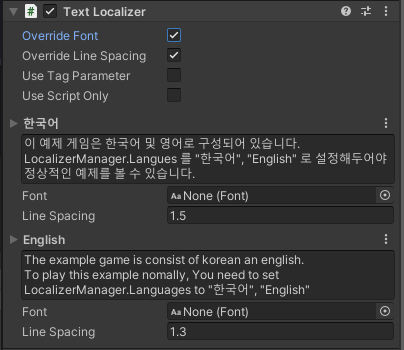 Text Localizer
Override Font
Override Line Spacing
Use Tag Parameter
Use Script Only
한국어
이 예제 게임은 한국어 및 영어로 구성되어 있습니다.
LocalizerManager.Langues 를 "한국어", "English" 로 설정해두어야
정상적인 예제를 볼 수 있습니다.
Font Aa None (Font)
Line Spacing 1.5
English
The example game is consist of korean an english.
To play this example nomally, You need to set
LocalizerManager.Languages to "한국어", "English"
Font Aa None (Font)
Line Spacing 1.3